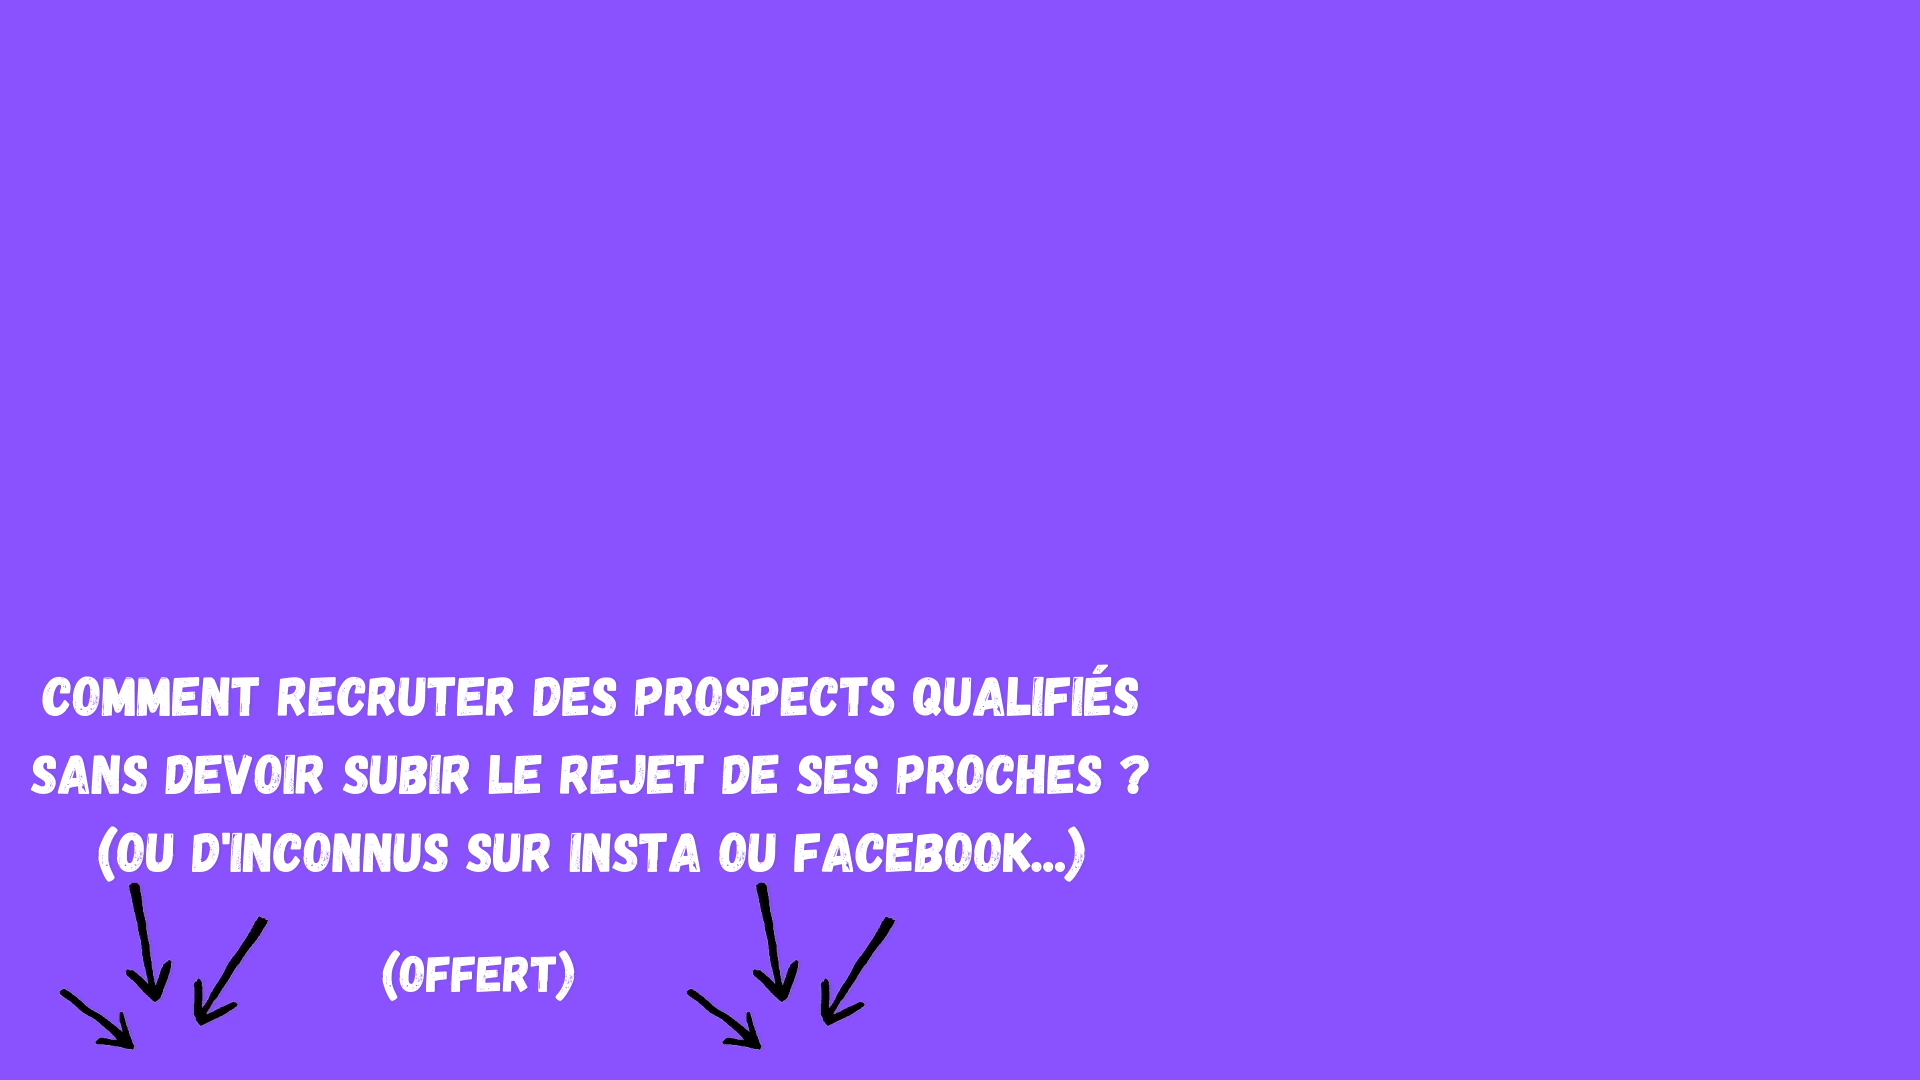 COMMENT RECRUTER DES PROSPECTS QUALIFIÉS
SANS DEVOIR SUBIR LE REJET DE SES PROCHES ?
(OU D'INCONNUS SUR INSTA OU FACEBOOK...)
(OFFERT)